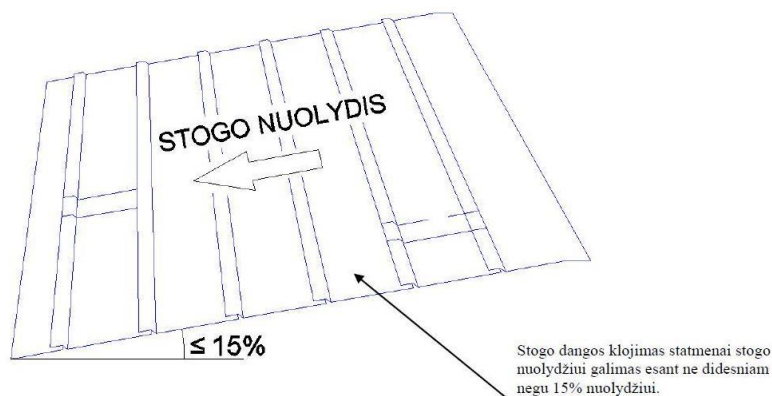 STOGO NUOLYDIS
≤ 15%
Stogo dangos klojimas statmenai stogo
nuolydžiui galimas esant ne didesniam
negu 15% nuolydžiui.